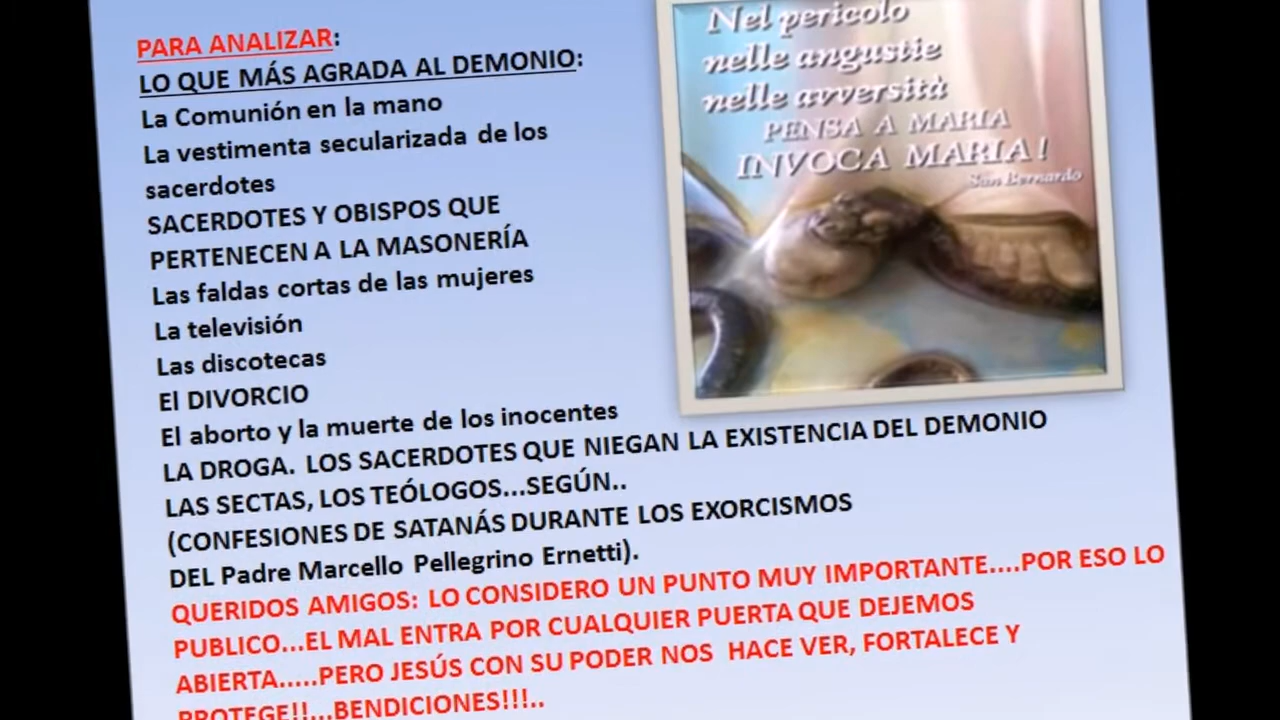 PARA ANALIZAR:
LO QUE MÁS AGRADA AL DEMONIO:
La Comunión en la mano
La vestimenta secularizada de los
sacerdotes
SACERDOTES Y OBISPOS QUE
PERTENECEN A LA MASONERÍA
Las faldas cortas de las mujeres
La televisión
Las discotecas
El DIVORCIO
El aborto y la muerte de los inocentes
LA DROGA. LOS SACERDOTES QUE NIEGAN LA EXISTENCIA DEL DEMONIO
LAS SECTAS, LOS TEÓLOGOS...SEGÚN..
(CONFESIONES DE SATANÁS DURANTE LOS EXORCISMOS
DEL Padre Marcello Pellegrino Ernetti).
QUERIDOS AMIGOS: LO CONSIDERO UN PUNTO MUY IMPORTANTE....POR ESO LO
PUBLICO...EL MAL ENTRA POR CUALQUIER PUERTA QUE DEJEMOS
ABIERTA.....PERO JESÚS CON SU PODER NOS HACE VER, FORTALECE Y
PROTEGE!!...BENDICIONES!!!..
Nel pericolo
nelle angustie
nelle avversità
PENSA A MARIA
INVOCA MARIA!
San Bernardo